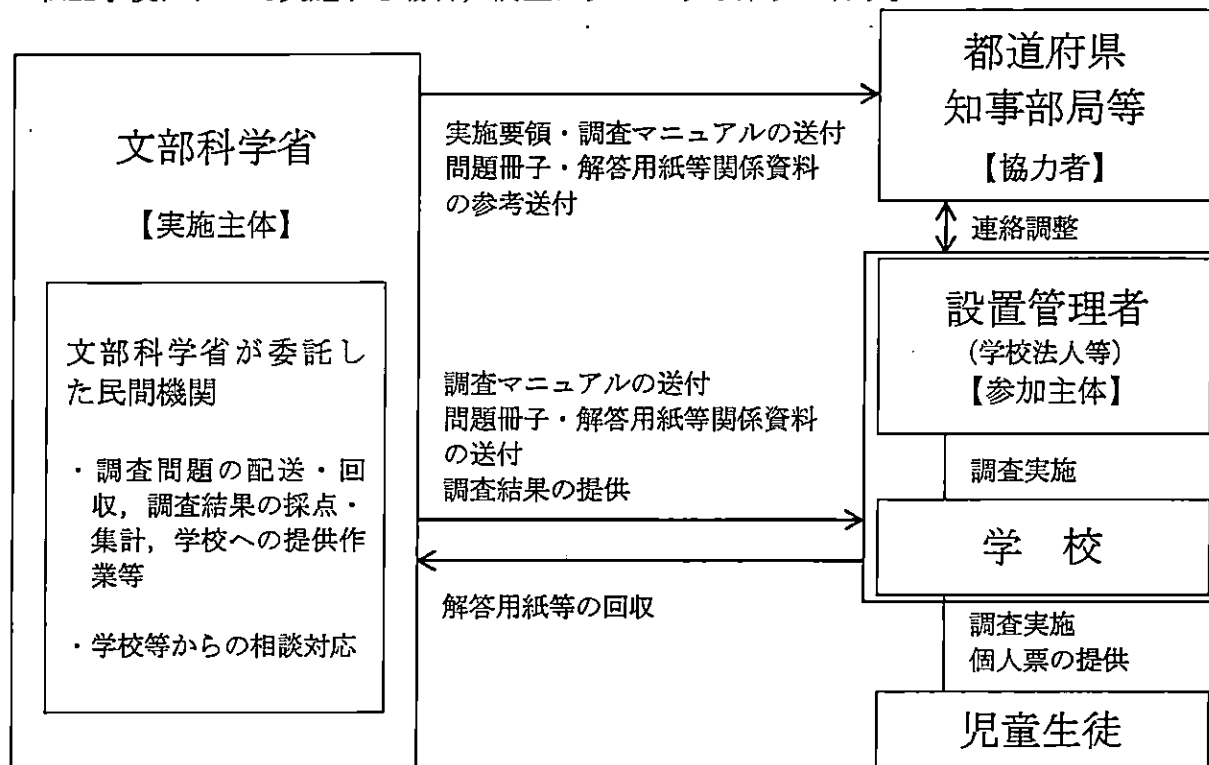 文部科学省
【実施主体】
文部科学省が委託し
た民間機関
・調査問題の配送・回
収，調査結果の採点・
集計，学校への提供作
業等
・学校等からの相談対応
実施要領・調査マニュアルの送付
問題冊子・解答用紙等関係資料
の参考送付
調査マニュアルの送付
問題冊子・解答用紙等関係資料
の送付
調査結果の提供
解答用紙等の回収
都道府県
知事部局等
【協力者】
連絡調整
設置管理者
(学校法人等)
【参加主体】
調査実施
学 校
調査実施
個人票の提供
児童生徒